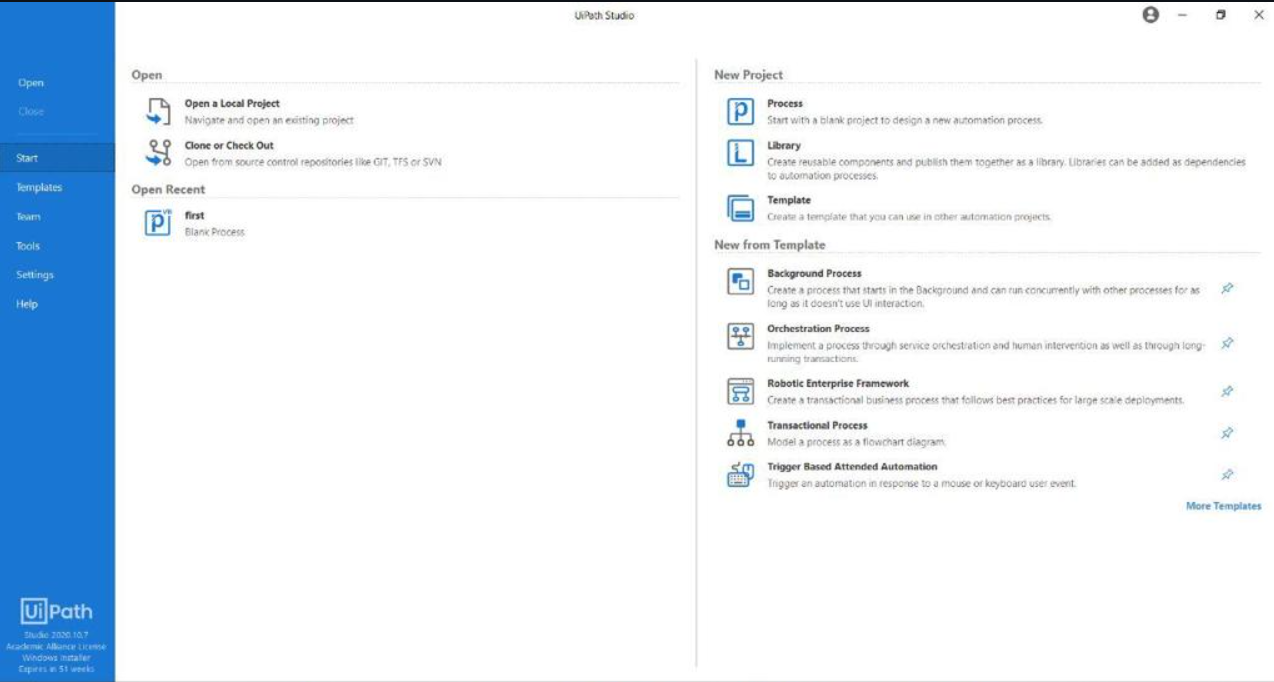 UiPath Studio
Open
Close
Start
Templates
Team
Tools
Settings
Help
UiPath
Studio 2020.10.7
Academic Alliance License
Windows Installer
Expires in 51 weeks
Open
Open a Local Project
Navigate and open an existing project
Clone or Check Out
Open from source control repositories like GIT, TFS or SVN
Open Recent
first
Blank Process
New Project
Process
Start with a blank project to design a new automation process.
Library
Create reusable components and publish them together as a library. Libraries can be added as dependencies
to automation processes.
Template
Create a template that you can use in other automation projects.
New from Template
Background Process
Create a process that starts in the Background and can run concurrently with other processes for as
long as it doesn't use UI interaction.
Orchestration Process
Implement a process through service orchestration and human intervention as well as through long-
running transactions.
Robotic Enterprise Framework
Create a transactional business process that follows best practices for large scale deployments.
Transactional Process
Model a process as a flowchart diagram.
Trigger Based Attended Automation
Trigger an automation in response to a mouse or keyboard user event.
More Templates